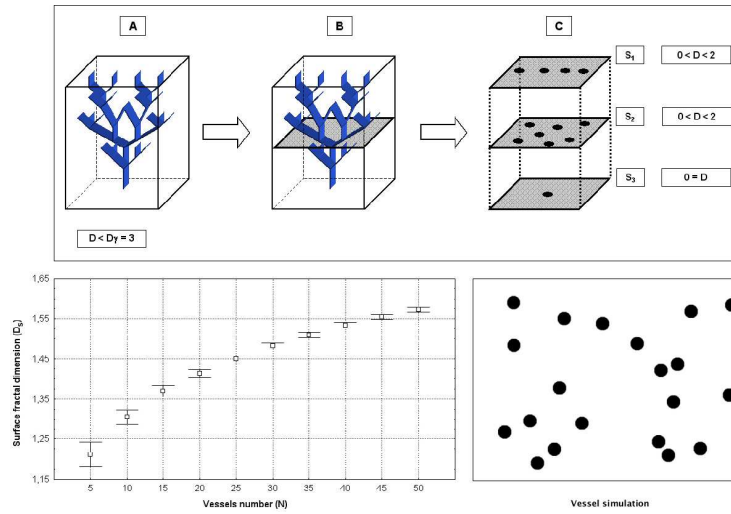 A
B
C
S1
0 < D < 2
S2
0 < D < 2
S3
0 = D
D < Dγ = 3
Surface fractal dimension (DS)
1,65
1,55
1,45
1,35
1,25
1,15
5 10 15 20 25 30 35 40 45 50
Vessels number (N)
Vessel simulation